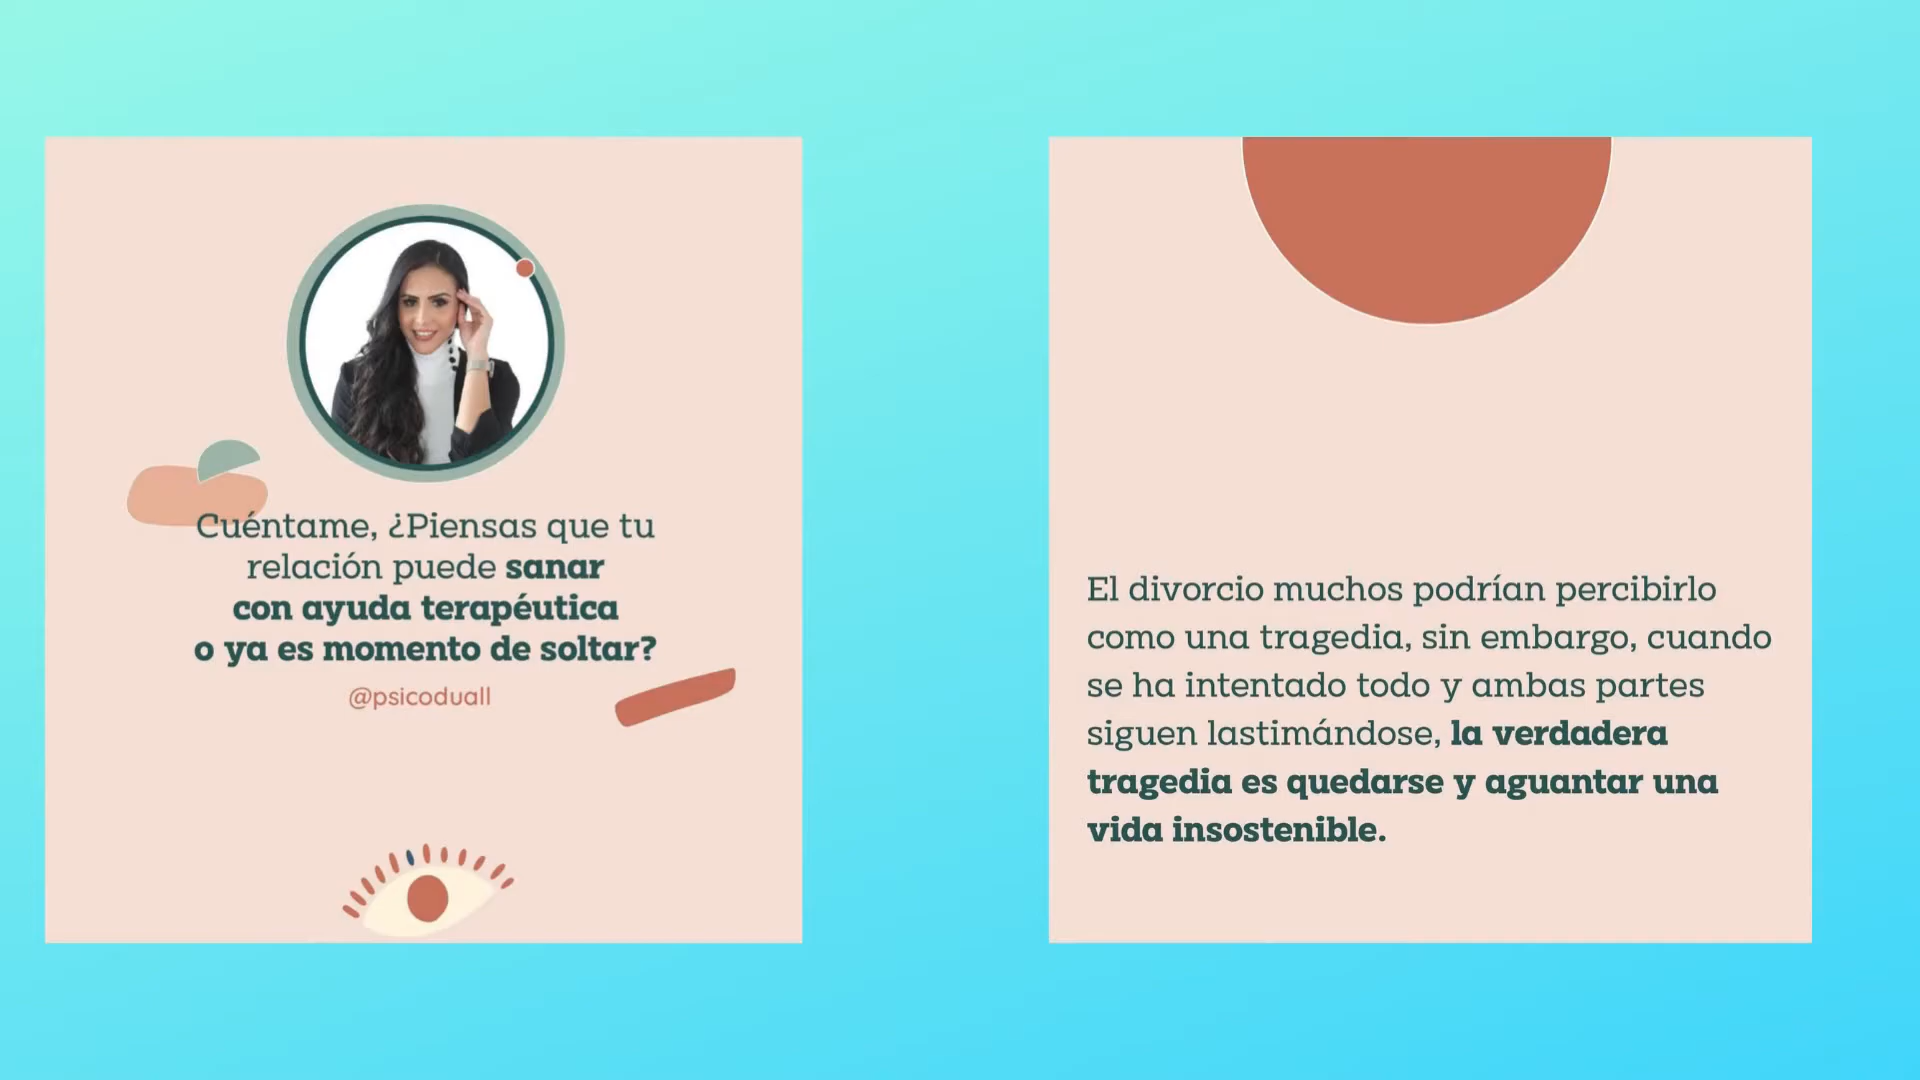 Cuéntame, ¿Piensas que tu
relación puede sanar
con ayuda terapéutica
o ya es momento de soltar?
@psicoduall
El divorcio muchos podrían percibirlo
como una tragedia, sin embargo, cuando
se ha intentado todo y ambas partes
siguen lastimándose, la verdadera
tragedia es quedarse y aguantar una
vida insostenible.